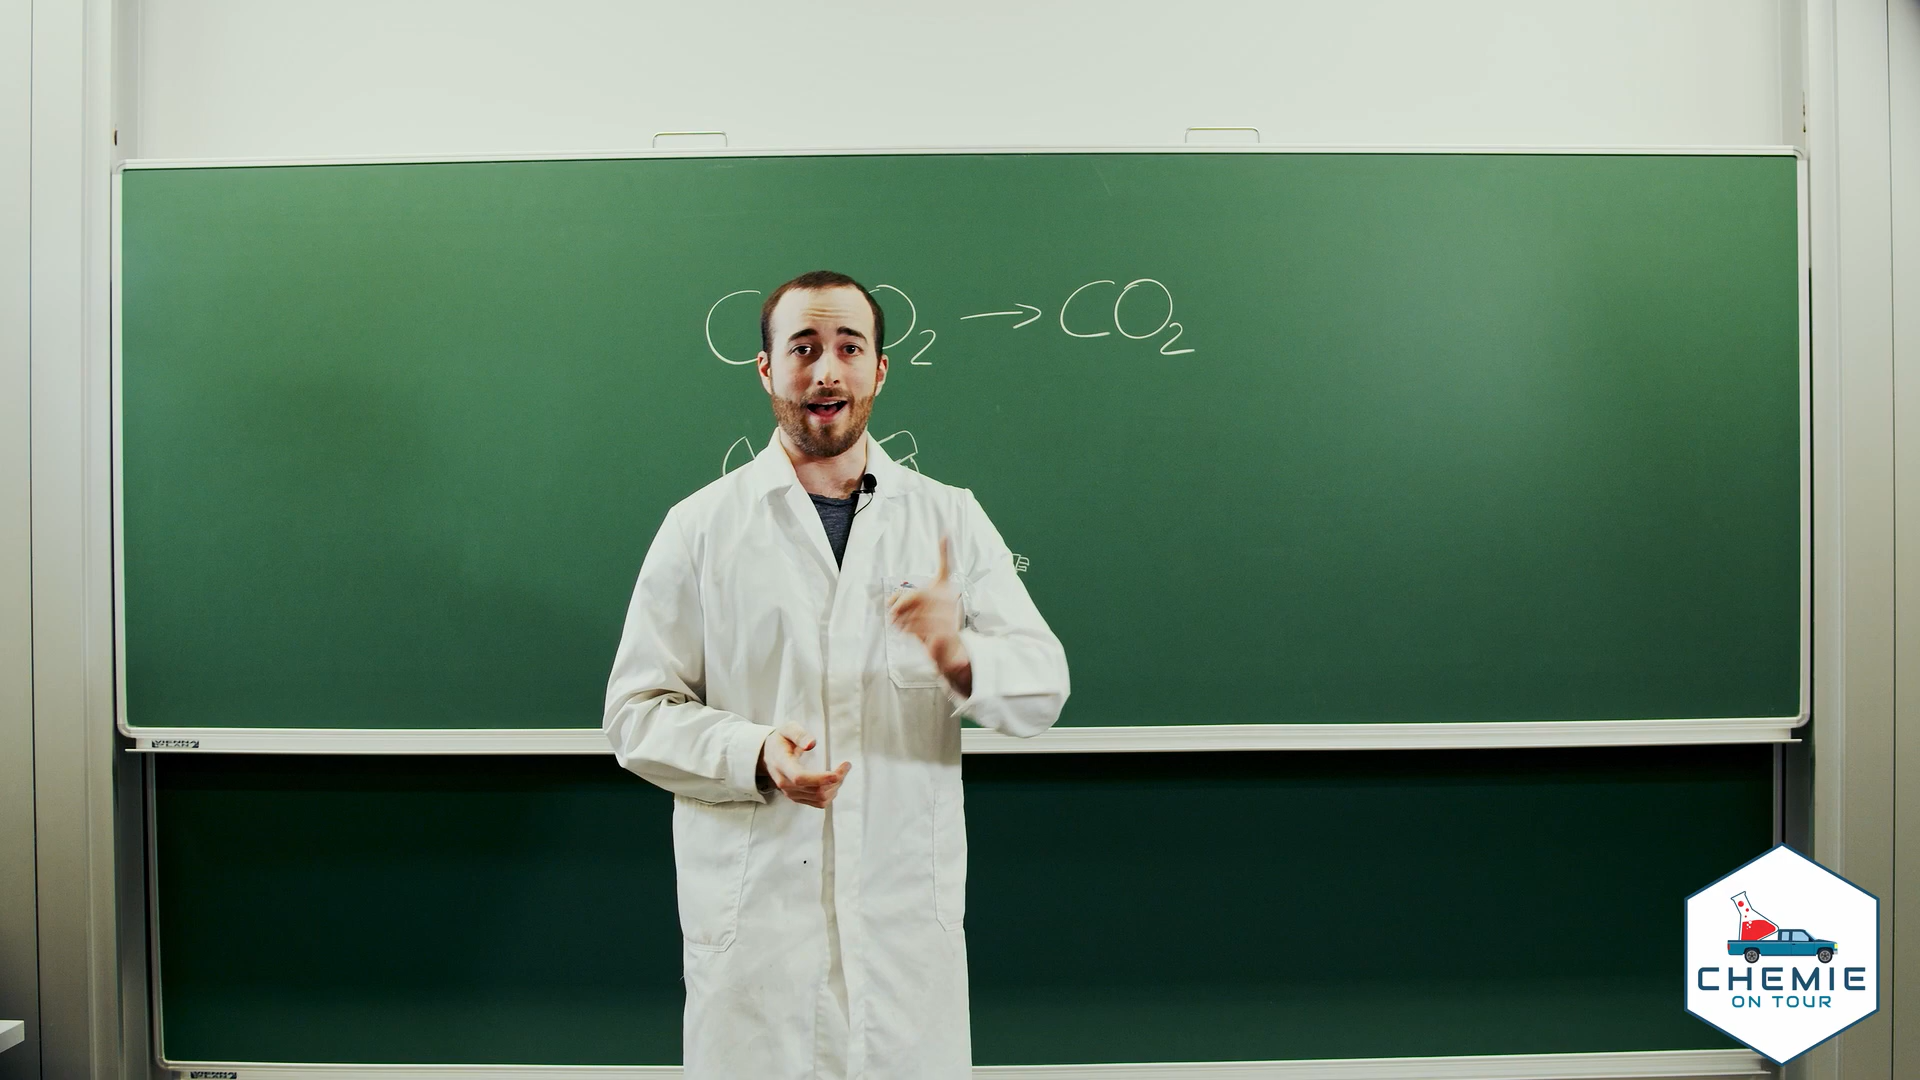 C O₂ → CO₂
CHEMIE
ON TOUR